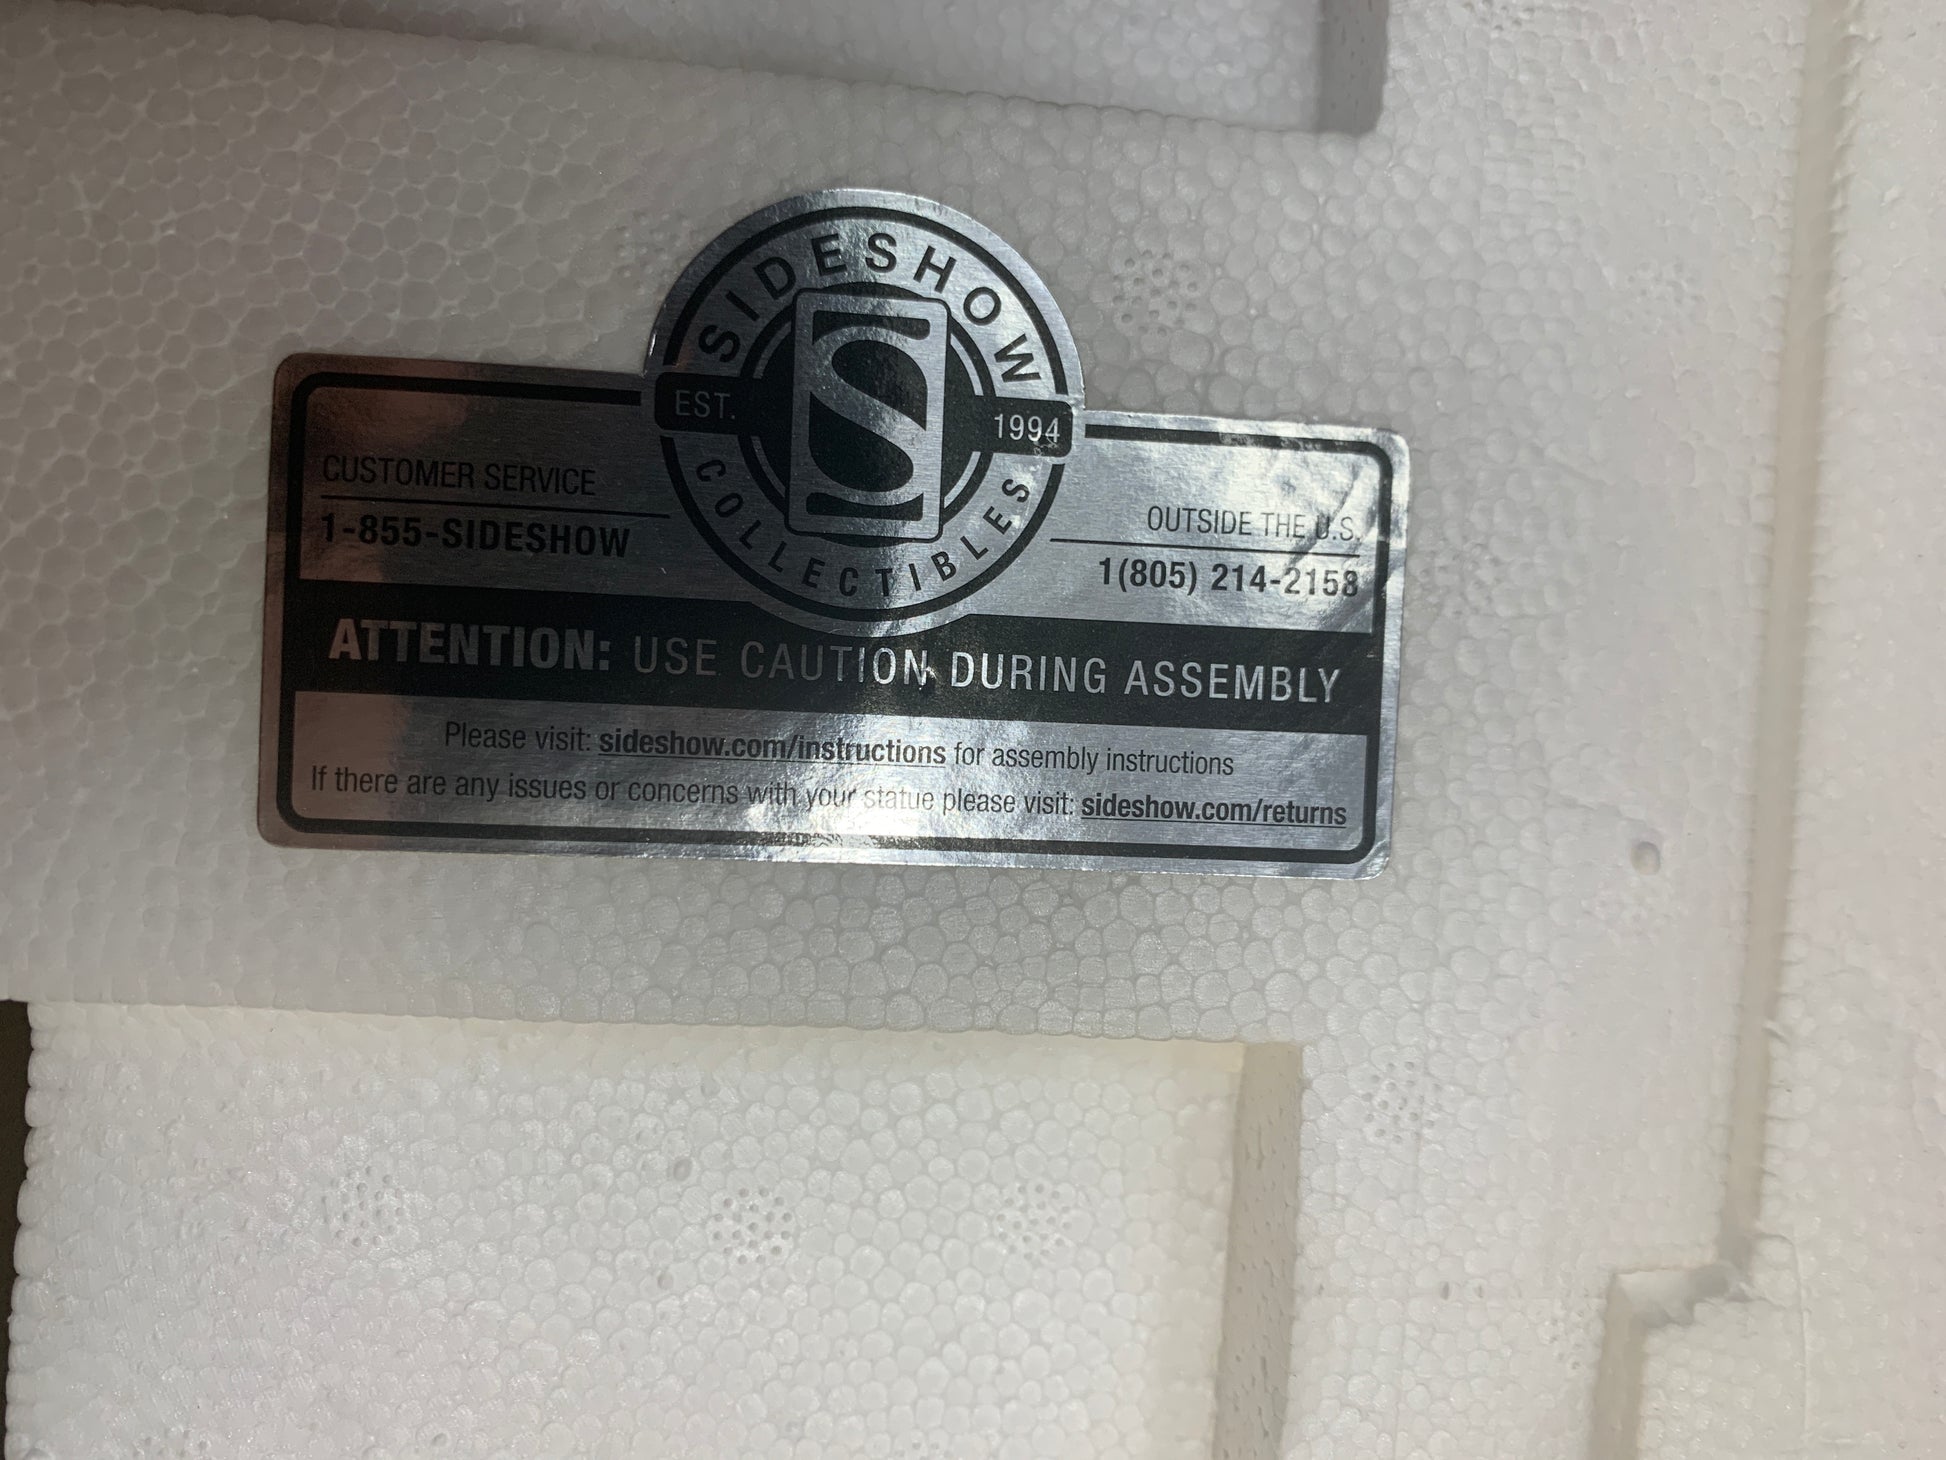 SIDESHOW
EST. S 1994
COLLECTIBLES
CUSTOMER SERVICE
1-855-SIDESHOW
OUTSIDE THE U.S.
1(805) 214-2158
ATTENTION: USE CAUTION DURING ASSEMBLY
Please visit: sideshow.com/instructions for assembly instructions
If there are any issues or concerns with your statue please visit: sideshow.com/returns